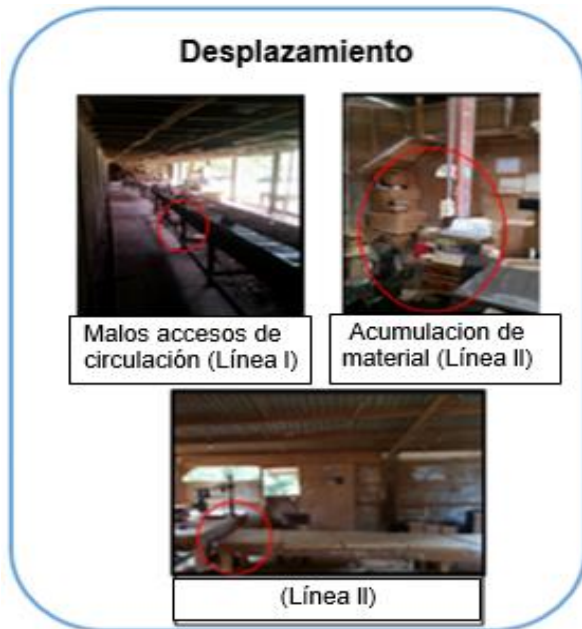 Desplazamiento
Malos accesos de
circulación (Línea I)
Acumulacion de
material (Línea II)
(Línea II)